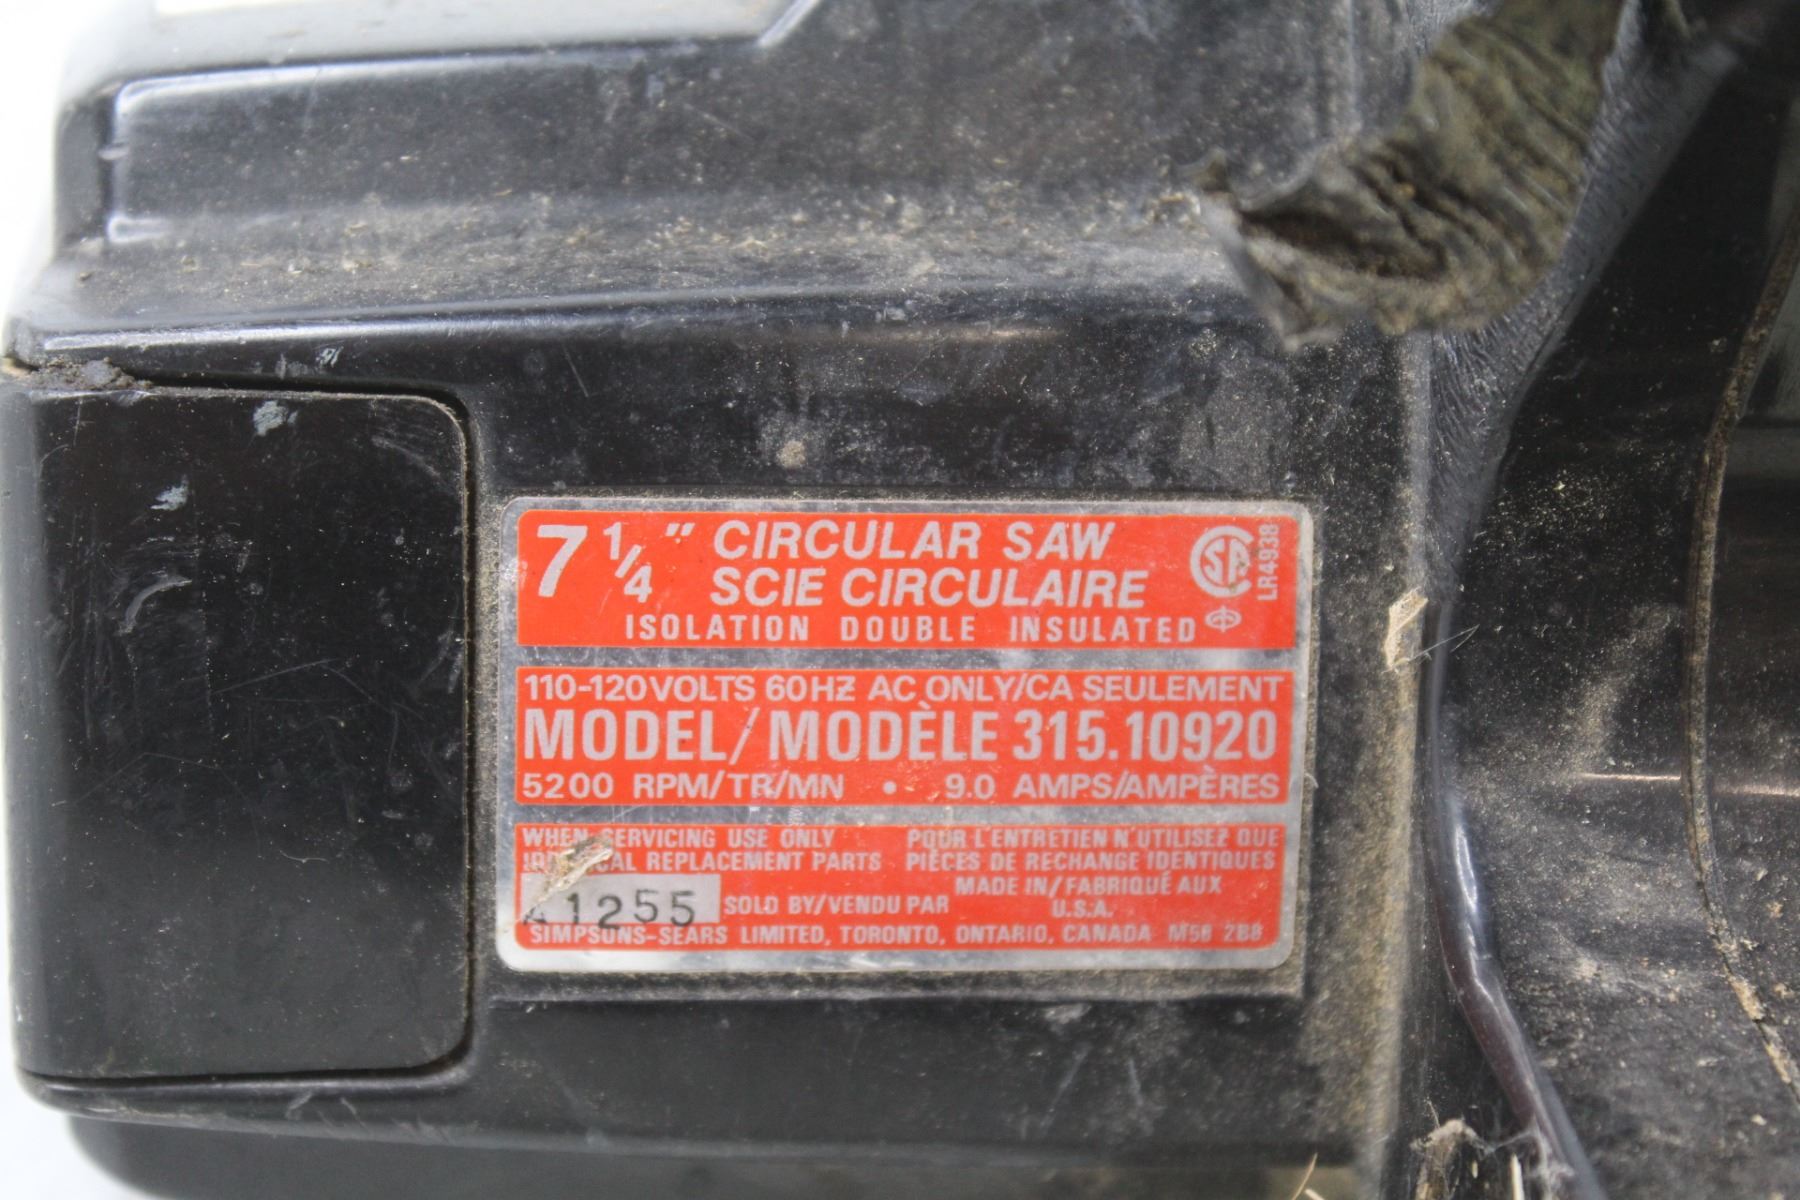 7 1/4 " CIRCULAR SAW
SCIE CIRCULAIRE
ISOLATION DOUBLE INSULATED
LR4938
110-120 VOLTS 60HZ AC ONLY/CA SEULEMENT
MODEL/MODÈLE 315.10920
5200 RPM/TR/MN • 9.0 AMPS/AMPÈRES
WHEN SERVICING USE ONLY
REPLACEMENT PARTS
POUR L'ENTRETIEN N'UTILISEZ QUE
PIÈCES DE RECHANGE IDENTIQUES
MADE IN/FABRIQUÉ AUX
U.S.A.
A1255 SOLD BY/VENDU PAR
SIMPSONS-SEARS LIMITED, TORONTO, ONTARIO, CANADA 2B8